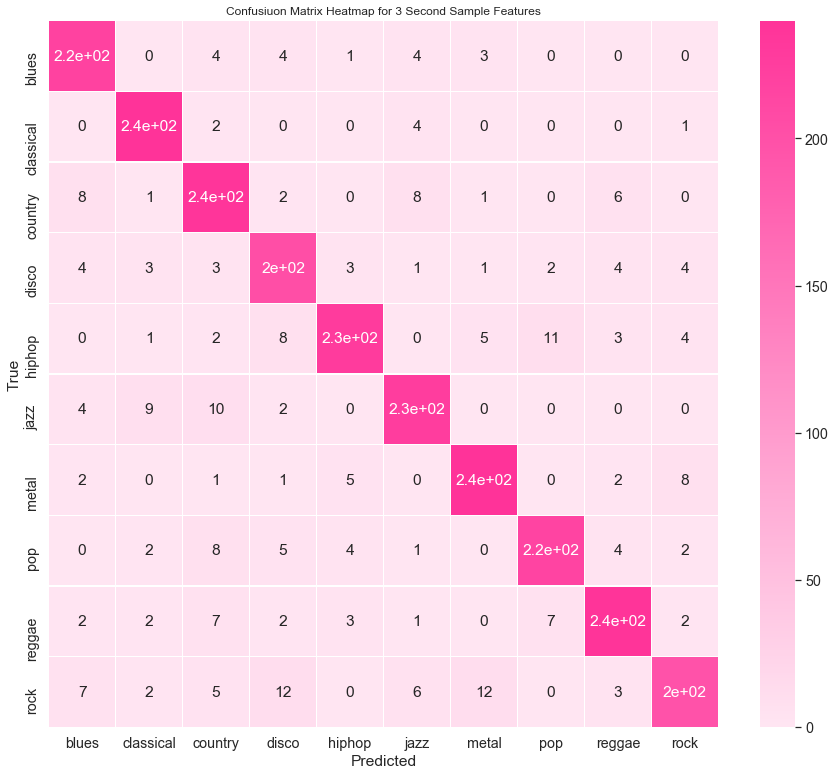 Confusiuon Matrix Heatmap for 3 Second Sample Features
blues 2.2e+02 0 4 4 1 4 3 0 0 0
classical 0 2.4e+02 2 0 0 4 0 0 0 1
country 8 1 2.4e+02 2 0 8 1 0 6 0
disco 4 3 3 2e+02 3 1 1 2 4 4
hiphop 0 1 2 8 2.3e+02 0 5 11 3 4
True
jazz 4 9 10 2 0 2.3e+02 0 0 0 0
metal 2 0 1 1 5 0 2.4e+02 0 2 8
pop 0 2 8 5 4 1 0 2.2e+02 4 2
reggae 2 2 7 2 3 1 0 7 2.4e+02 2
rock 7 2 5 12 0 6 12 0 3 2e+02
blues classical country disco hiphop jazz metal pop reggae rock
Predicted
200
150
100
50
0